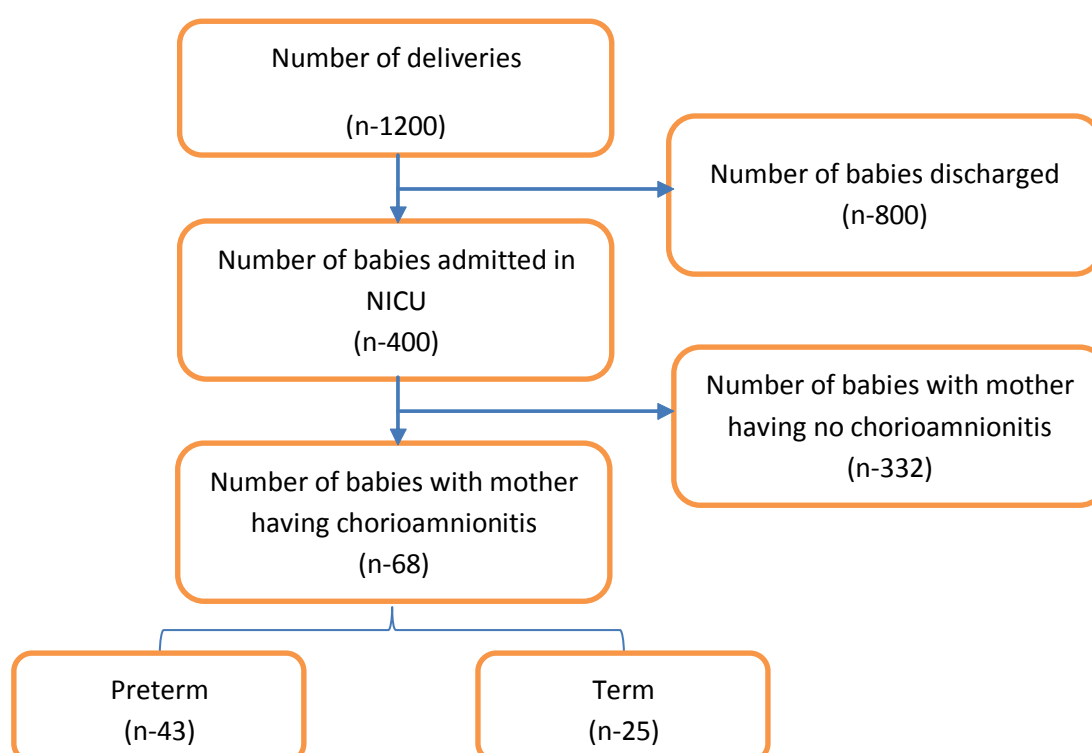 Number of deliveries
(n-1200)
Number of babies discharged
(n-800)
Number of babies admitted in
NICU
(n-400)
Number of babies with mother
having no chorioamnionitis
(n-332)
Number of babies with mother
having chorioamnionitis
(n-68)
Preterm
(n-43)
Term
(n-25)